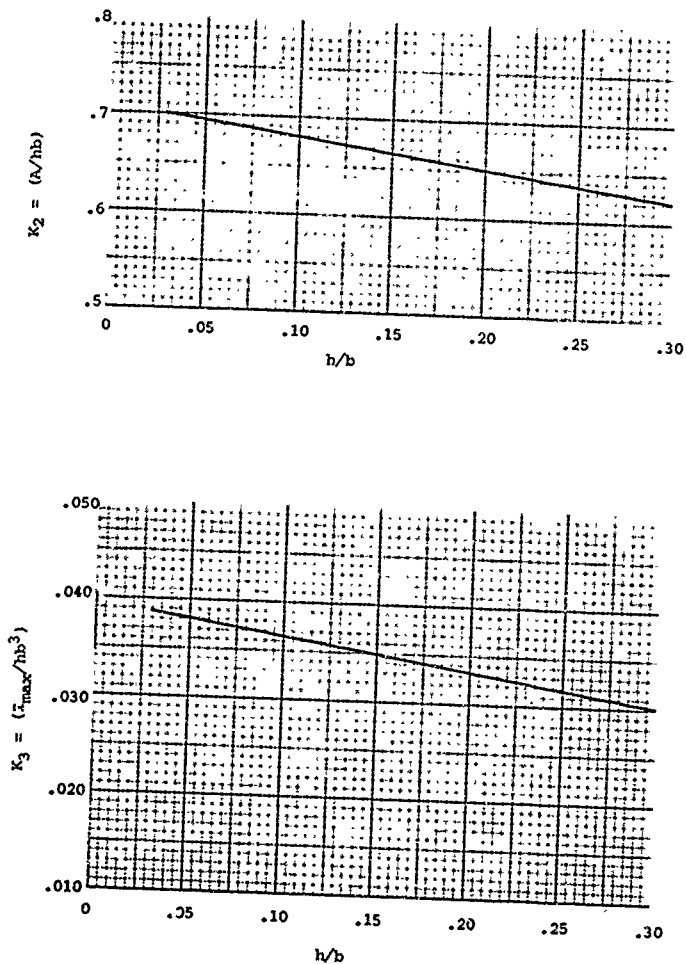 .8
.7
.6
.5
K2 = (A/hb)
0 .05 .10 .15 .20 .25 .30
h/b
.050
.040
.030
.020
.010
K3 = (I̅max/hb³)
0 .05 .10 .15 .20 .25 .30
h/b